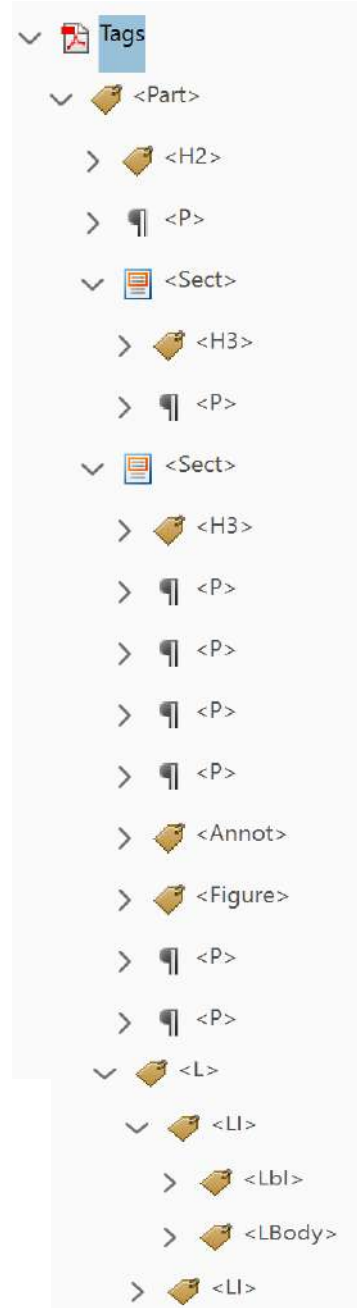 Tags
<Part>
<H2>
<P>
<Sect>
<H3>
<P>
<Sect>
<H3>
<P>
<P>
<P>
<P>
<Annot>
<Figure>
<P>
<P>
<L>
<LI>
<Lbl>
<LBody>
<LI>